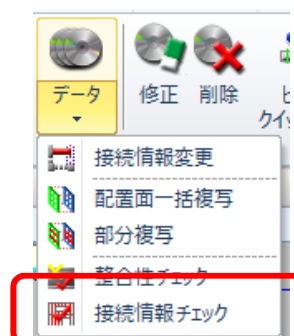 データ
修正
削除
接続情報変更
配置面一括複写
部分複写
整合性チェック
接続情報チェック